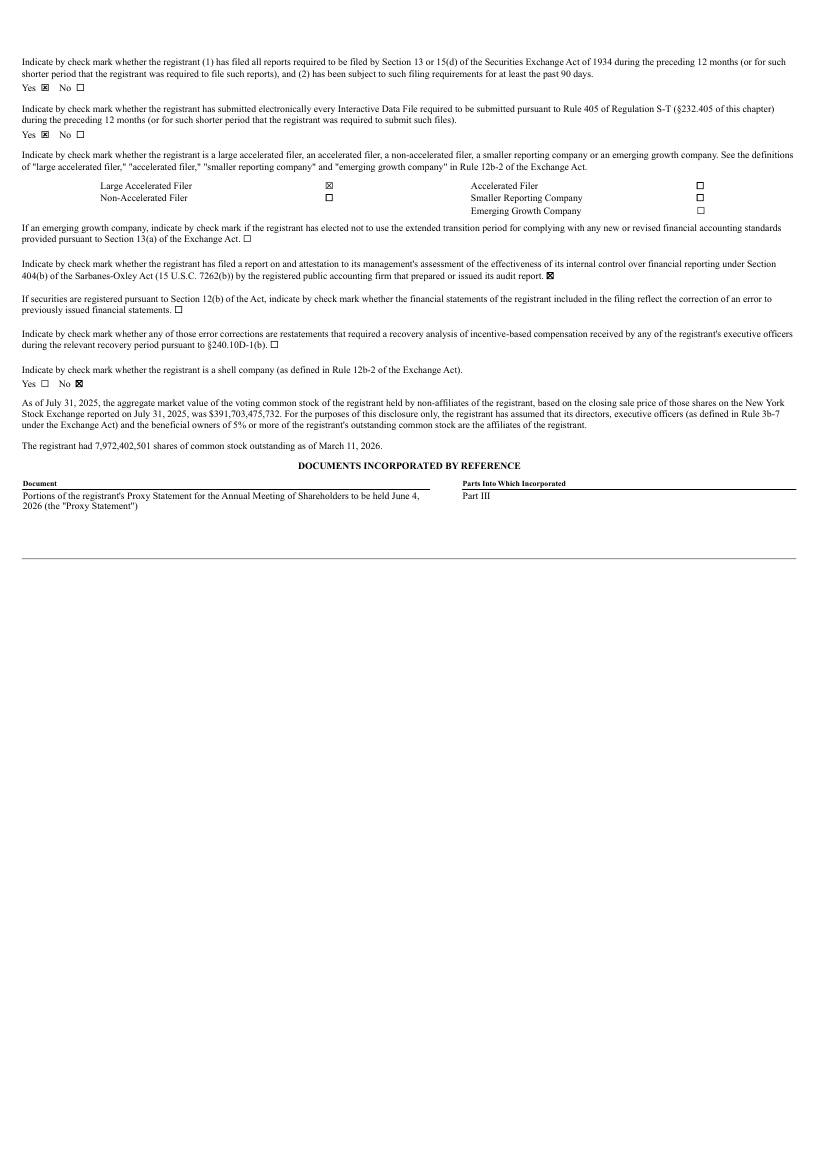 Indicate by check mark whether the registrant (1) has filed all reports required to be filed by Section 13 or 15(d) of the Securities Exchange Act of 1934 during the preceding 12 months (or for such
shorter period that the registrant was required to file such reports), and (2) has been subject to such filing requirements for at least the past 90 days.
Yes ☒ No ☐
Indicate by check mark whether the registrant has submitted electronically every Interactive Data File required to be submitted pursuant to Rule 405 of Regulation S-T (§232.405 of this chapter)
during the preceding 12 months (or for such shorter period that the registrant was required to submit such files).
Yes ☒ No ☐
Indicate by check mark whether the registrant is a large accelerated filer, an accelerated filer, a non-accelerated filer, a smaller reporting company or an emerging growth company. See the definitions
of "large accelerated filer," "accelerated filer," "smaller reporting company" and "emerging growth company" in Rule 12b-2 of the Exchange Act.
Large Accelerated Filer ☒ Accelerated Filer ☐
Non-Accelerated Filer ☐ Smaller Reporting Company ☐
Emerging Growth Company ☐
If an emerging growth company, indicate by check mark if the registrant has elected not to use the extended transition period for complying with any new or revised financial accounting standards
provided pursuant to Section 13(a) of the Exchange Act. ☐
Indicate by check mark whether the registrant has filed a report on and attestation to its management's assessment of the effectiveness of its internal control over financial reporting under Section
404(b) of the Sarbanes-Oxley Act (15 U.S.C. 7262(b)) by the registered public accounting firm that prepared or issued its audit report. ☒
If securities are registered pursuant to Section 12(b) of the Act, indicate by check mark whether the financial statements of the registrant included in the filing reflect the correction of an error to
previously issued financial statements. ☐
Indicate by check mark whether any of those error corrections are restatements that required a recovery analysis of incentive-based compensation received by any of the registrant's executive officers
during the relevant recovery period pursuant to §240.10D-1(b). ☐
Indicate by check mark whether the registrant is a shell company (as defined in Rule 12b-2 of the Exchange Act).
Yes ☐ No ☒
As of July 31, 2025, the aggregate market value of the voting common stock of the registrant held by non-affiliates of the registrant, based on the closing sale price of those shares on the New York
Stock Exchange reported on July 31, 2025, was $391,703,475,732. For the purposes of this disclosure only, the registrant has assumed that its directors, executive officers (as defined in Rule 3b-7
under the Exchange Act) and the beneficial owners of 5% or more of the registrant's outstanding common stock are the affiliates of the registrant.
The registrant had 7,972,402,501 shares of common stock outstanding as of March 11, 2026.
DOCUMENTS INCORPORATED BY REFERENCE
Document Parts Into Which Incorporated
Portions of the registrant's Proxy Statement for the Annual Meeting of Shareholders to be held June 4, Part III
2026 (the "Proxy Statement")